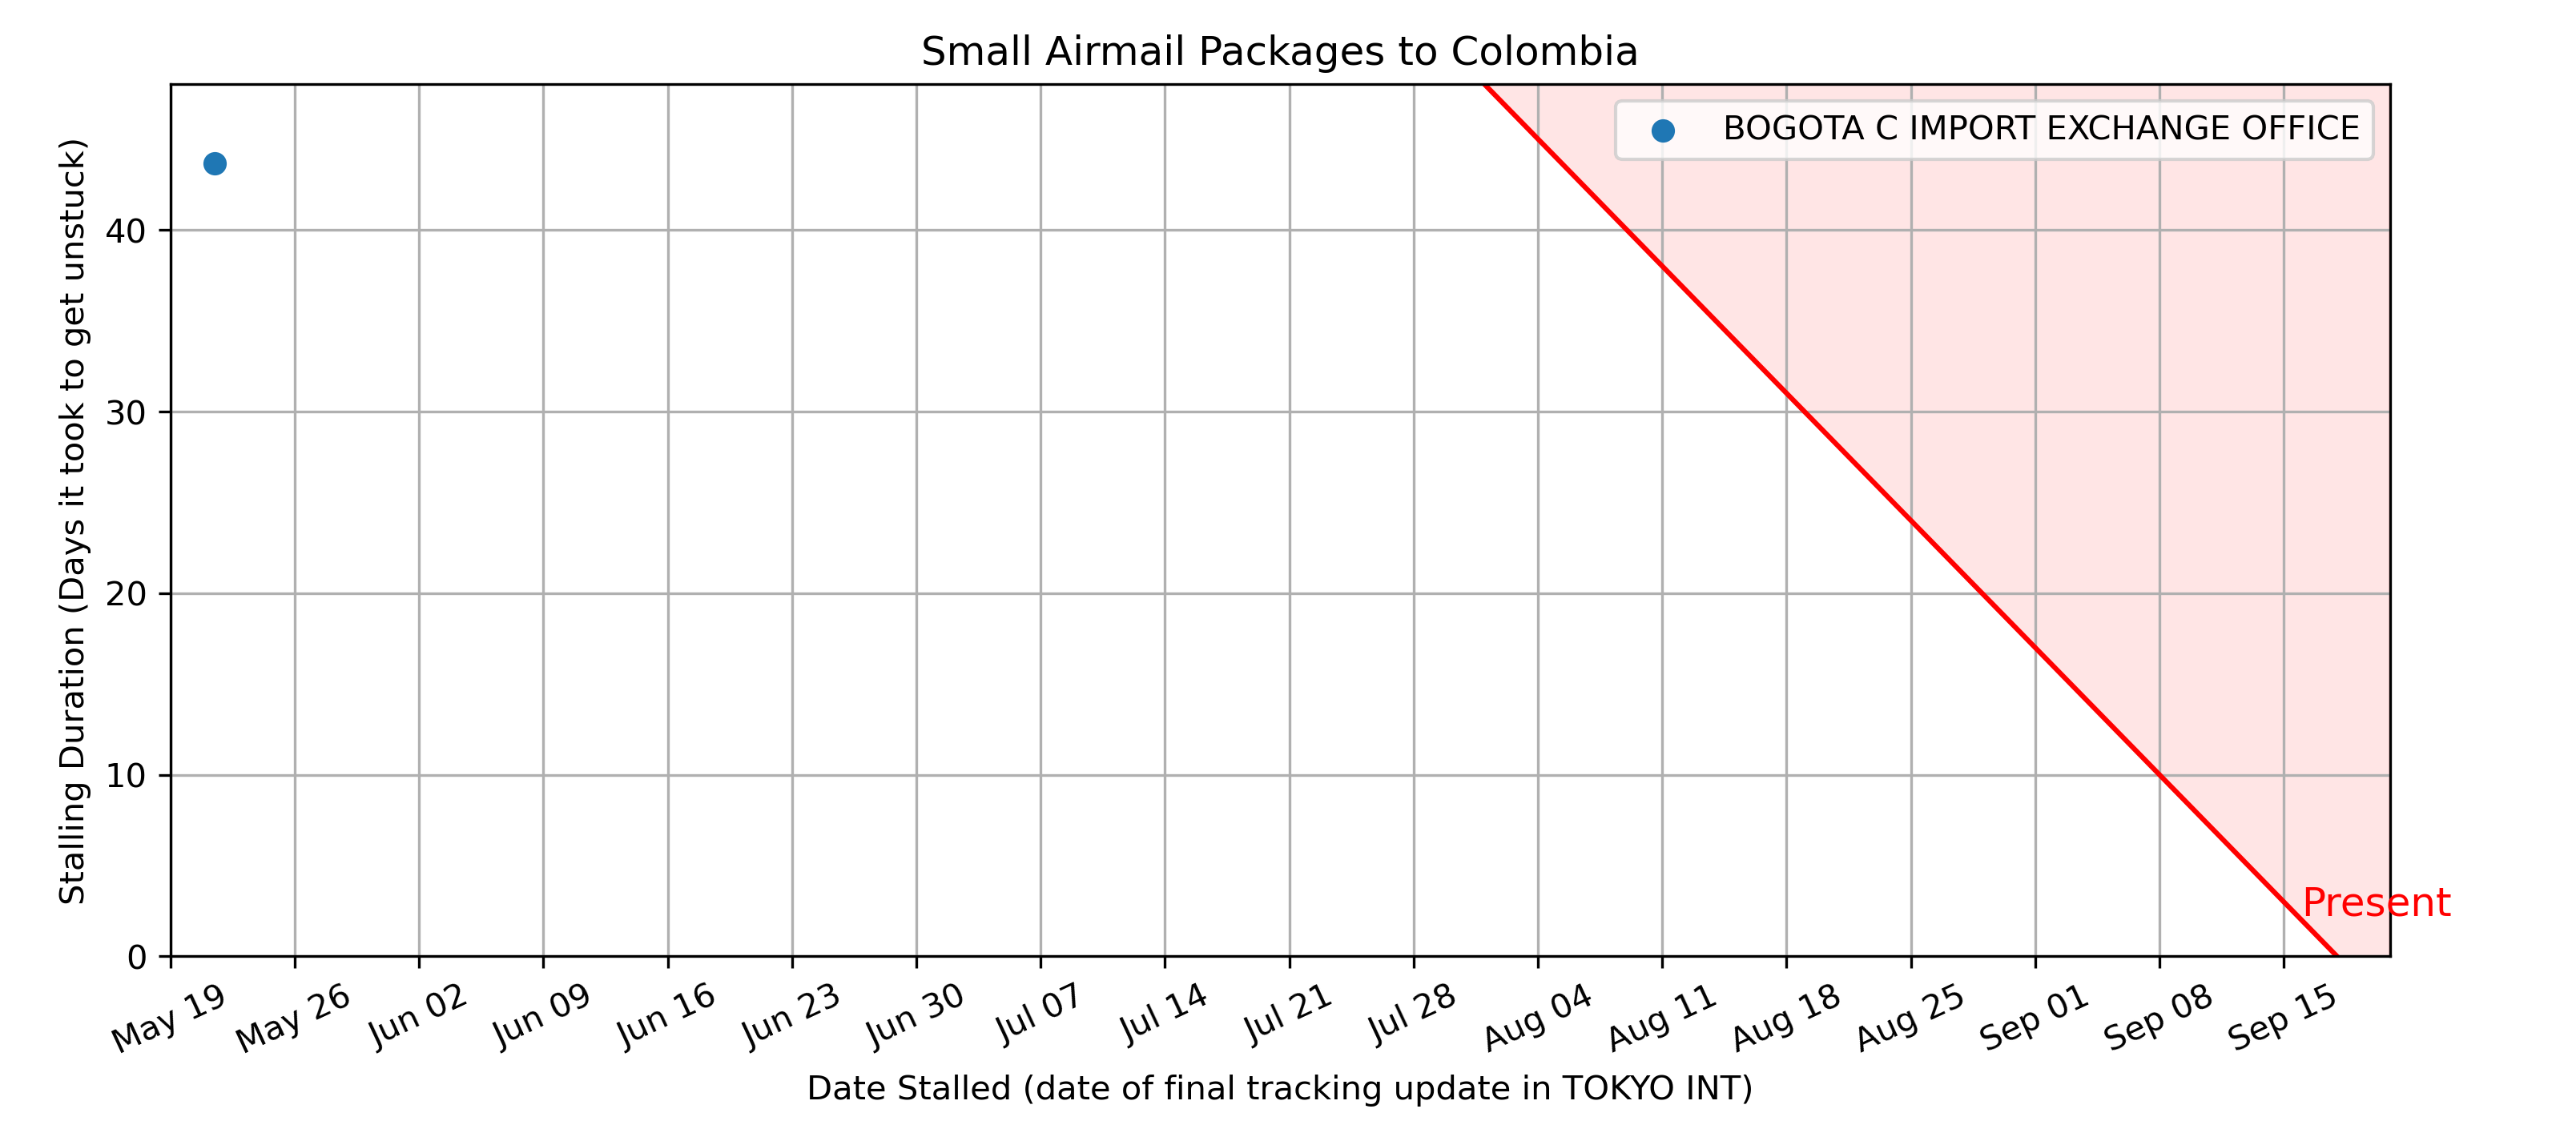 Small Airmail Packages to Colombia
BOGOTA C IMPORT EXCHANGE OFFICE
Stalling Duration (Days it took to get unstuck)
40
30
20
10
0
Present
May 19
May 26
Jun 02
Jun 09
Jun 16
Jun 23
Jun 30
Jul 07
Jul 14
Jul 21
Jul 28
Aug 04
Aug 11
Aug 18
Aug 25
Sep 01
Sep 08
Sep 15
Date Stalled (date of final tracking update in TOKYO INT)